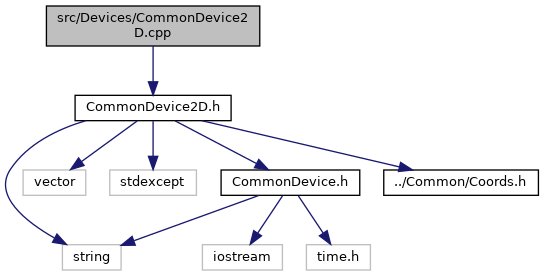 src/Devices/CommonDevice2
D.cpp
CommonDevice2D.h
vector
stdexcept
CommonDevice.h
../Common/Coords.h
string
iostream
time.h